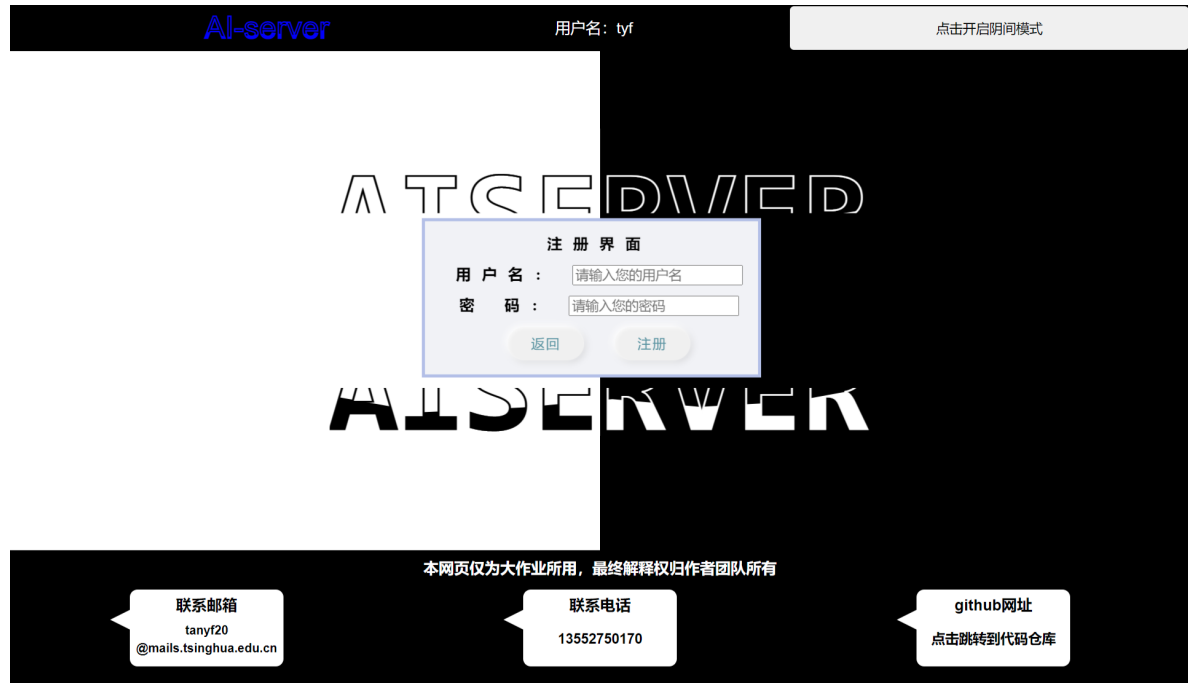 AI-server
用户名：tyf
点击开启阴间模式
AISERVER
注 册 界 面
用 户 名 ： 请输入您的用户名
密 码 ： 请输入您的密码
返回 注册
AISERVER
本网页仅为大作业所用，最终解释权归作者团队所有
联系邮箱
tanyf20
@mails.tsinghua.edu.cn
联系电话
13552750170
github网址
点击跳转到代码仓库